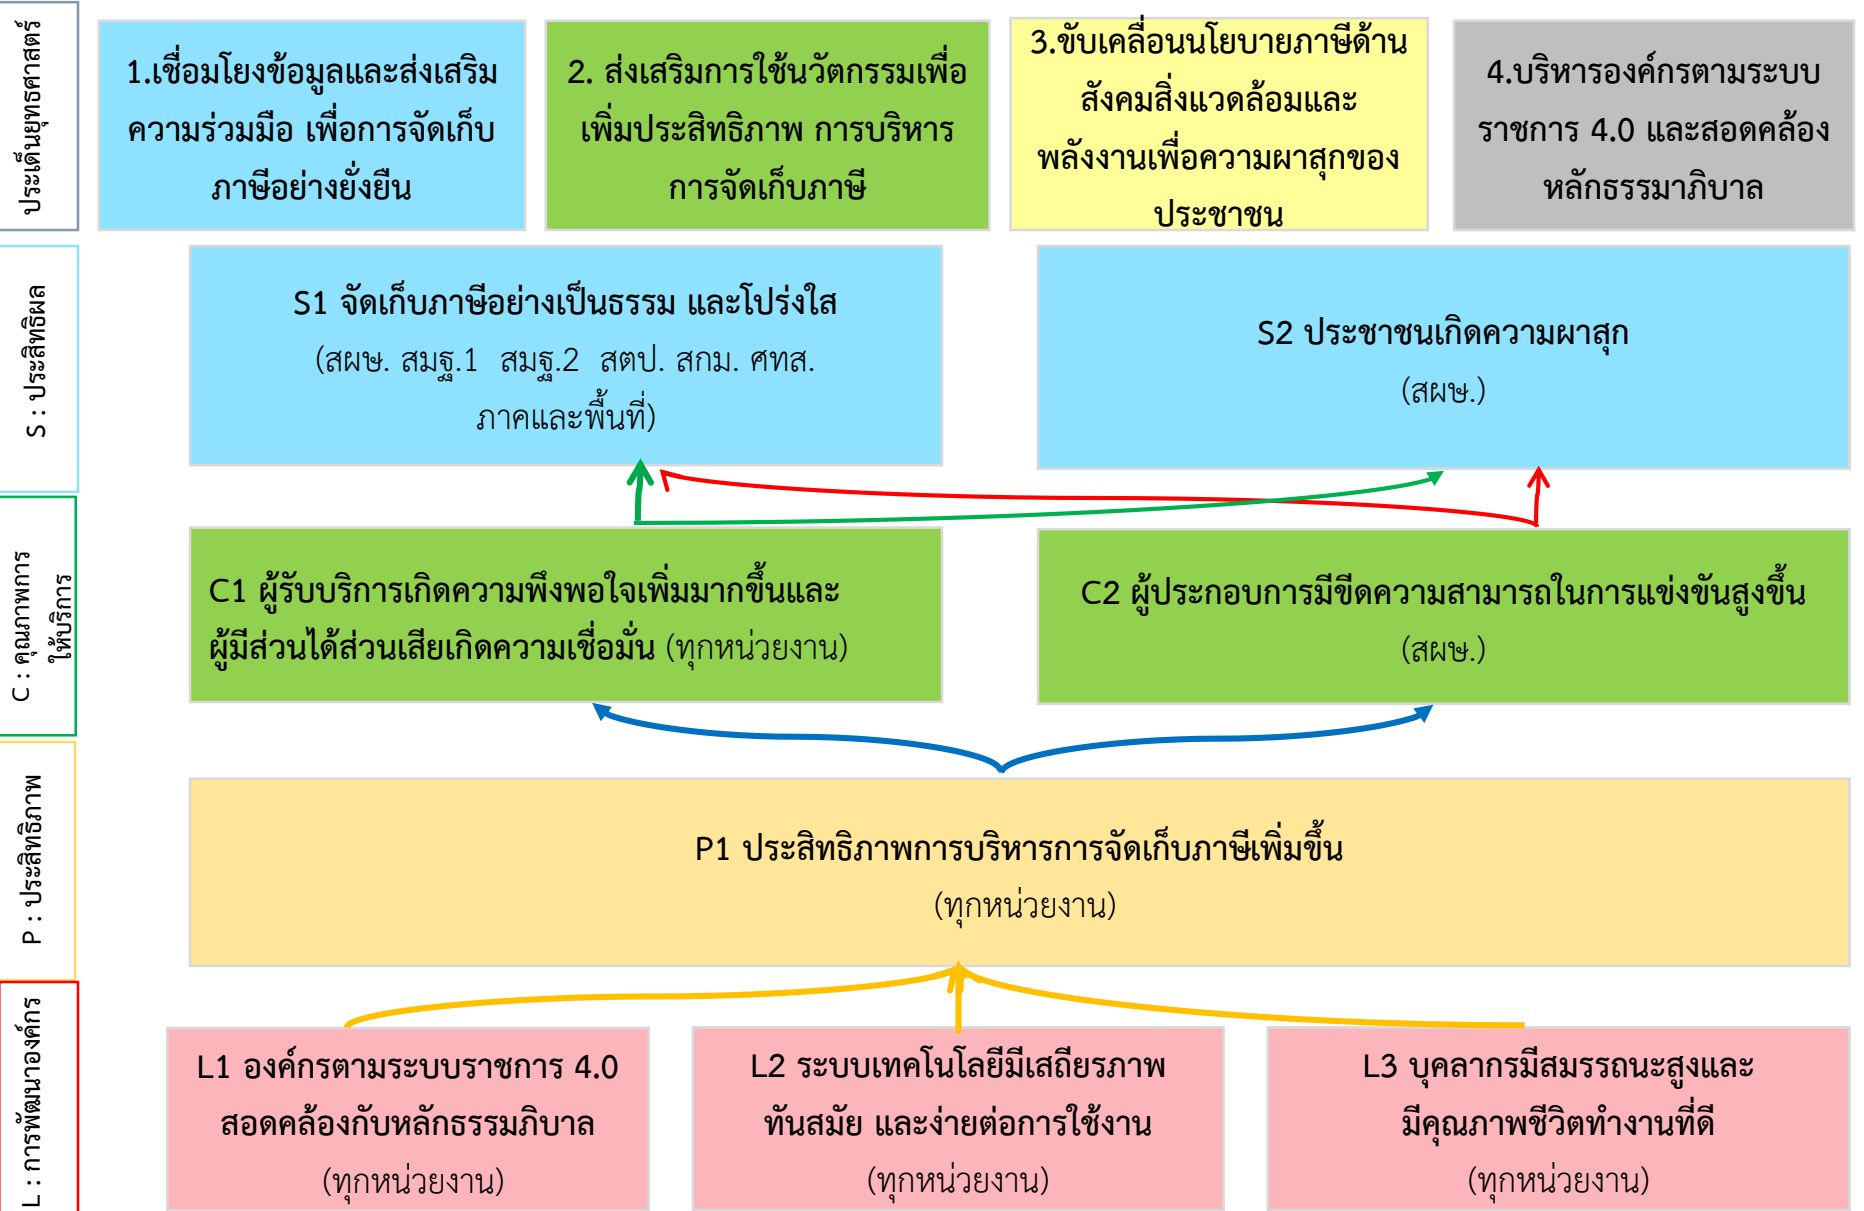 ประเด็นยุทธศาสตร์
1.เชื่อมโยงข้อมูลและส่งเสริม
ความร่วมมือ เพื่อการจัดเก็บ
ภาษีอย่างยั่งยืน
2. ส่งเสริมการใช้นวัตกรรมเพื่อ
เพิ่มประสิทธิภาพ การบริหาร
การจัดเก็บภาษี
3.ขับเคลื่อนนโยบายภาษีด้าน
สังคมสิ่งแวดล้อมและ
พลังงานเพื่อความผาสุกของ
ประชาชน
4.บริหารองค์กรตามระบบ
ราชการ 4.0 และสอดคล้อง
หลักธรรมาภิบาล
S : ประสิทธิผล
S1 จัดเก็บภาษีอย่างเป็นธรรม และโปร่งใส
(สผษ. สมฐ.1 สมฐ.2 สตป. สกม. ศทส.
ภาคและพื้นที่)
S2 ประชาชนเกิดความผาสุก
(สผษ.)
C : คุณภาพการ
ให้บริการ
C1 ผู้รับบริการเกิดความพึงพอใจเพิ่มมากขึ้นและ
ผู้มีส่วนได้ส่วนเสียเกิดความเชื่อมั่น (ทุกหน่วยงาน)
C2 ผู้ประกอบการมีขีดความสามารถในการแข่งขันสูงขึ้น
(สผษ.)
P : ประสิทธิภาพ
P1 ประสิทธิภาพการบริหารการจัดเก็บภาษีเพิ่มขึ้น
(ทุกหน่วยงาน)
L : การพัฒนาองค์กร
L1 องค์กรตามระบบราชการ 4.0
สอดคล้องกับหลักธรรมภิบาล
(ทุกหน่วยงาน)
L2 ระบบเทคโนโลยีมีเสถียรภาพ
ทันสมัย และง่ายต่อการใช้งาน
(ทุกหน่วยงาน)
L3 บุคลากรมีสมรรถนะสูงและ
มีคุณภาพชีวิตทำงานที่ดี
(ทุกหน่วยงาน)